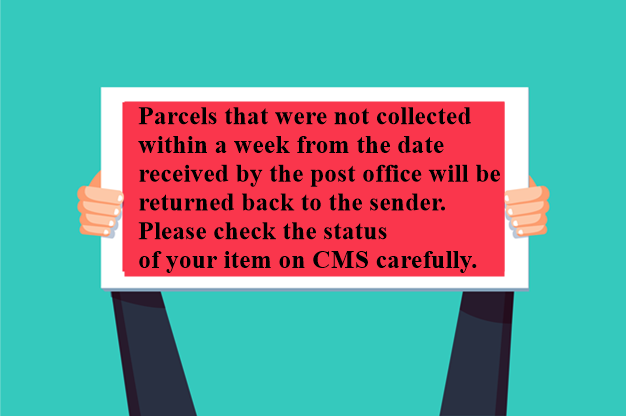 Parcels that were not collected
within a week from the date
received by the post office will be
returned back to the sender.
Please check the status
of your item on CMS carefully.